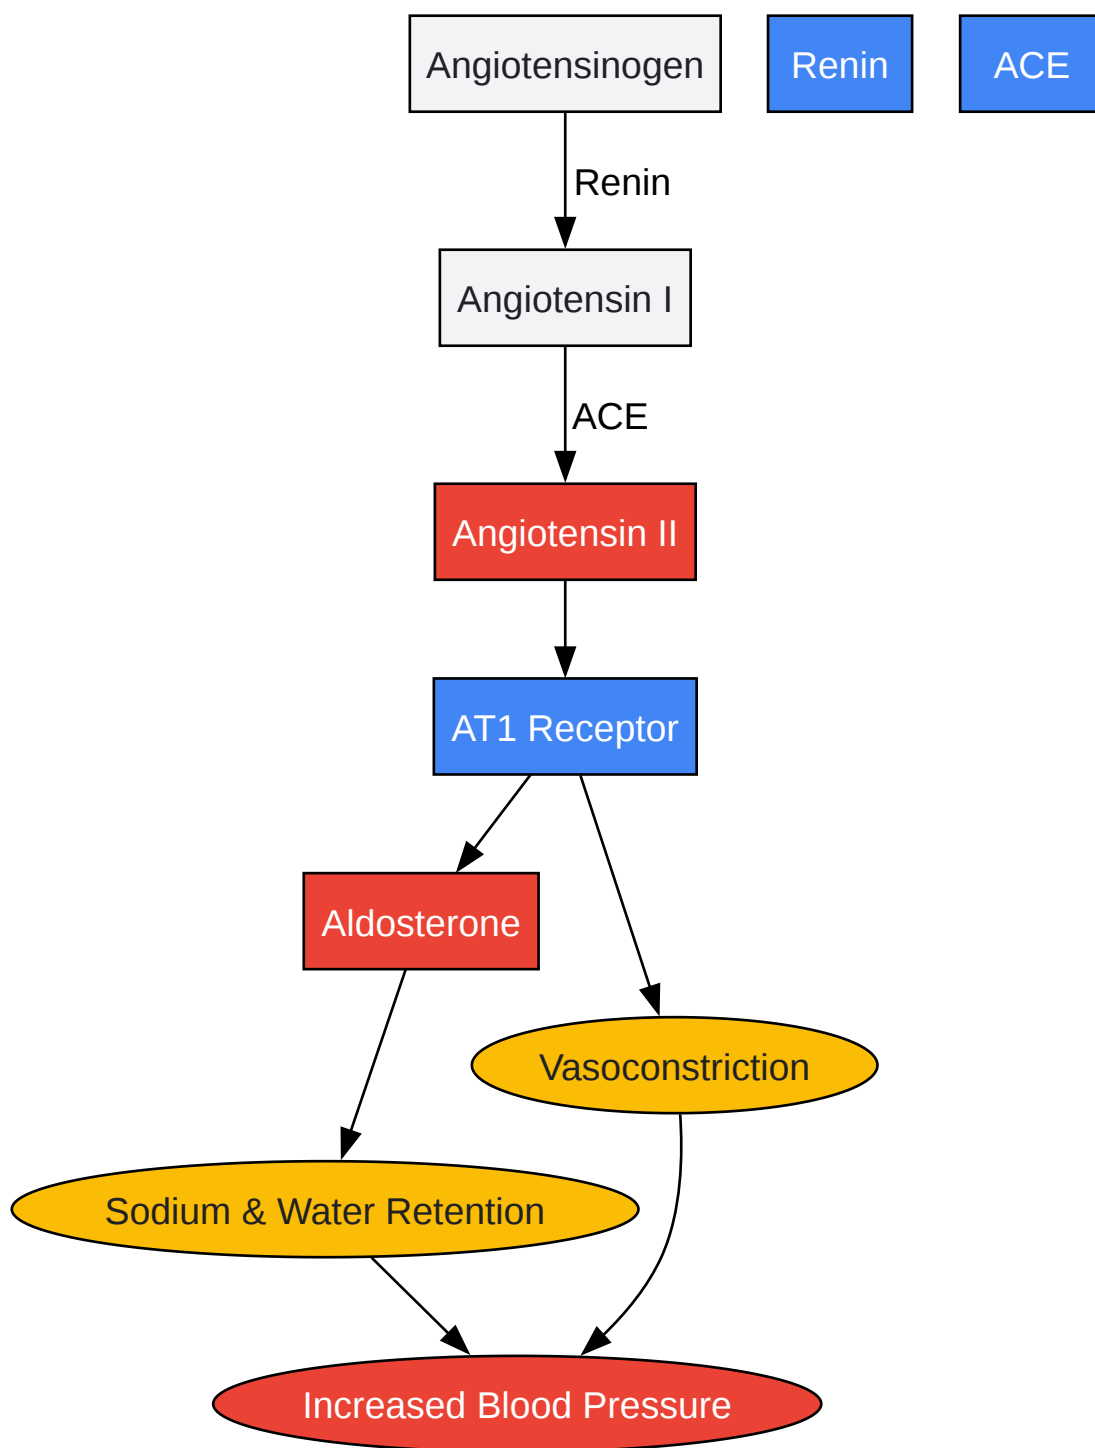 Angiotensinogen
Renin
ACE
Renin
Angiotensin I
ACE
Angiotensin II
AT1 Receptor
Aldosterone
Vasoconstriction
Sodium & Water Retention
Increased Blood Pressure